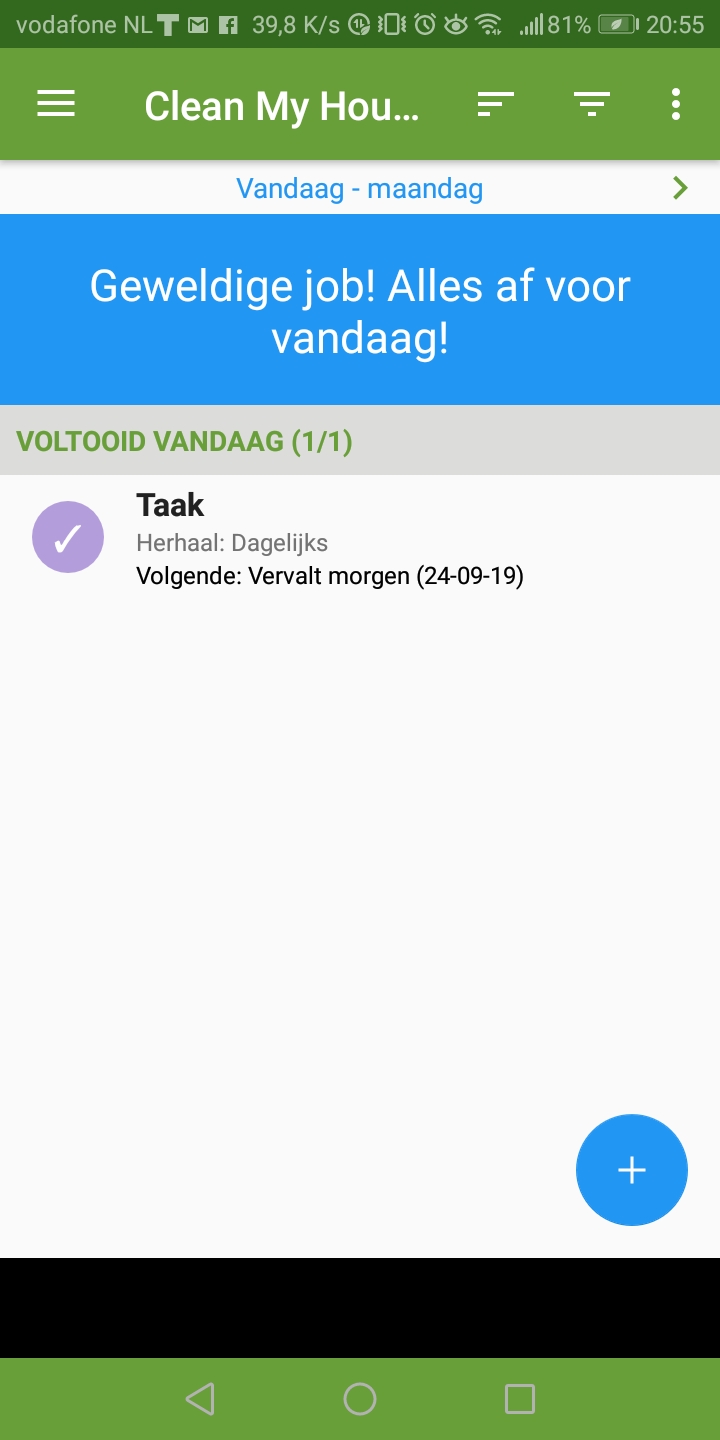 vodafone NL 39,8 K/s 81% 20:55
Clean My Hou...
Vandaag - maandag
Geweldige job! Alles af voor
vandaag!
VOLTOOID VANDAAG (1/1)
Taak
Herhaal: Dagelijks
Volgende: Vervalt morgen (24-09-19)